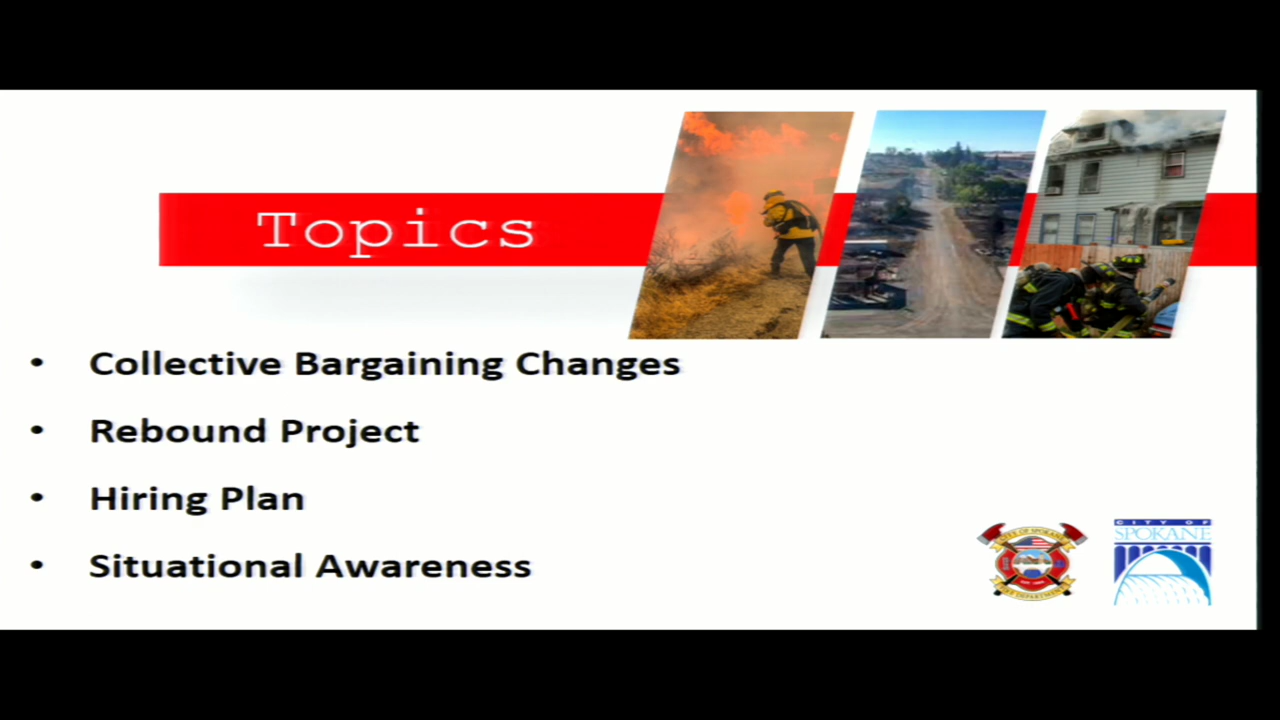 Topics
• Collective Bargaining Changes
• Rebound Project
• Hiring Plan
• Situational Awareness
CITY OF
SPOKANE